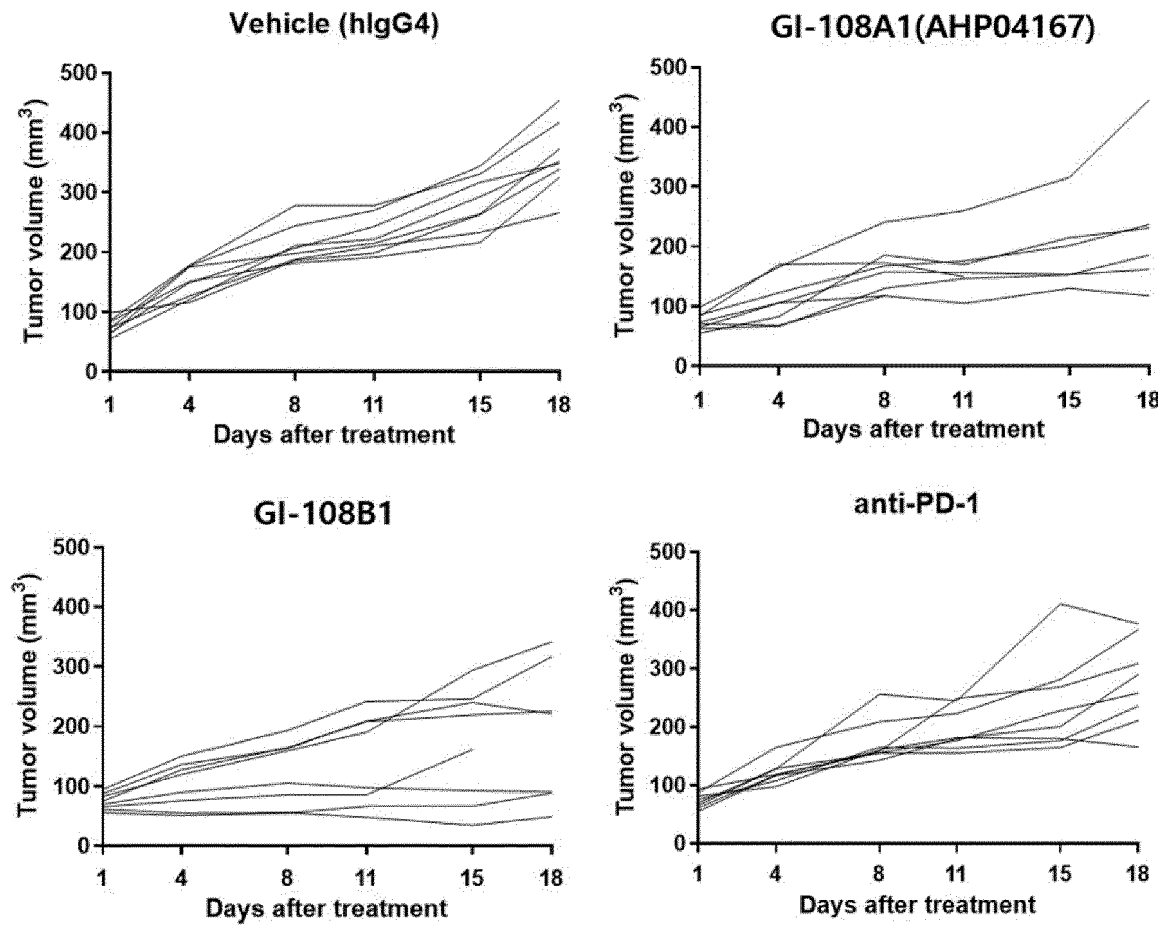 Vehicle (hIgG4)
Tumor volume (mm³)
500
400
300
200
100
0
1 4 8 11 15 18
Days after treatment
GI-108A1(AHP04167)
Tumor volume (mm³)
500
400
300
200
100
0
1 4 8 11 15 18
Days after treatment
GI-108B1
Tumor volume (mm³)
500
400
300
200
100
0
1 4 8 11 15 18
Days after treatment
anti-PD-1
Tumor volume (mm³)
500
400
300
200
100
0
1 4 8 11 15 18
Days after treatment